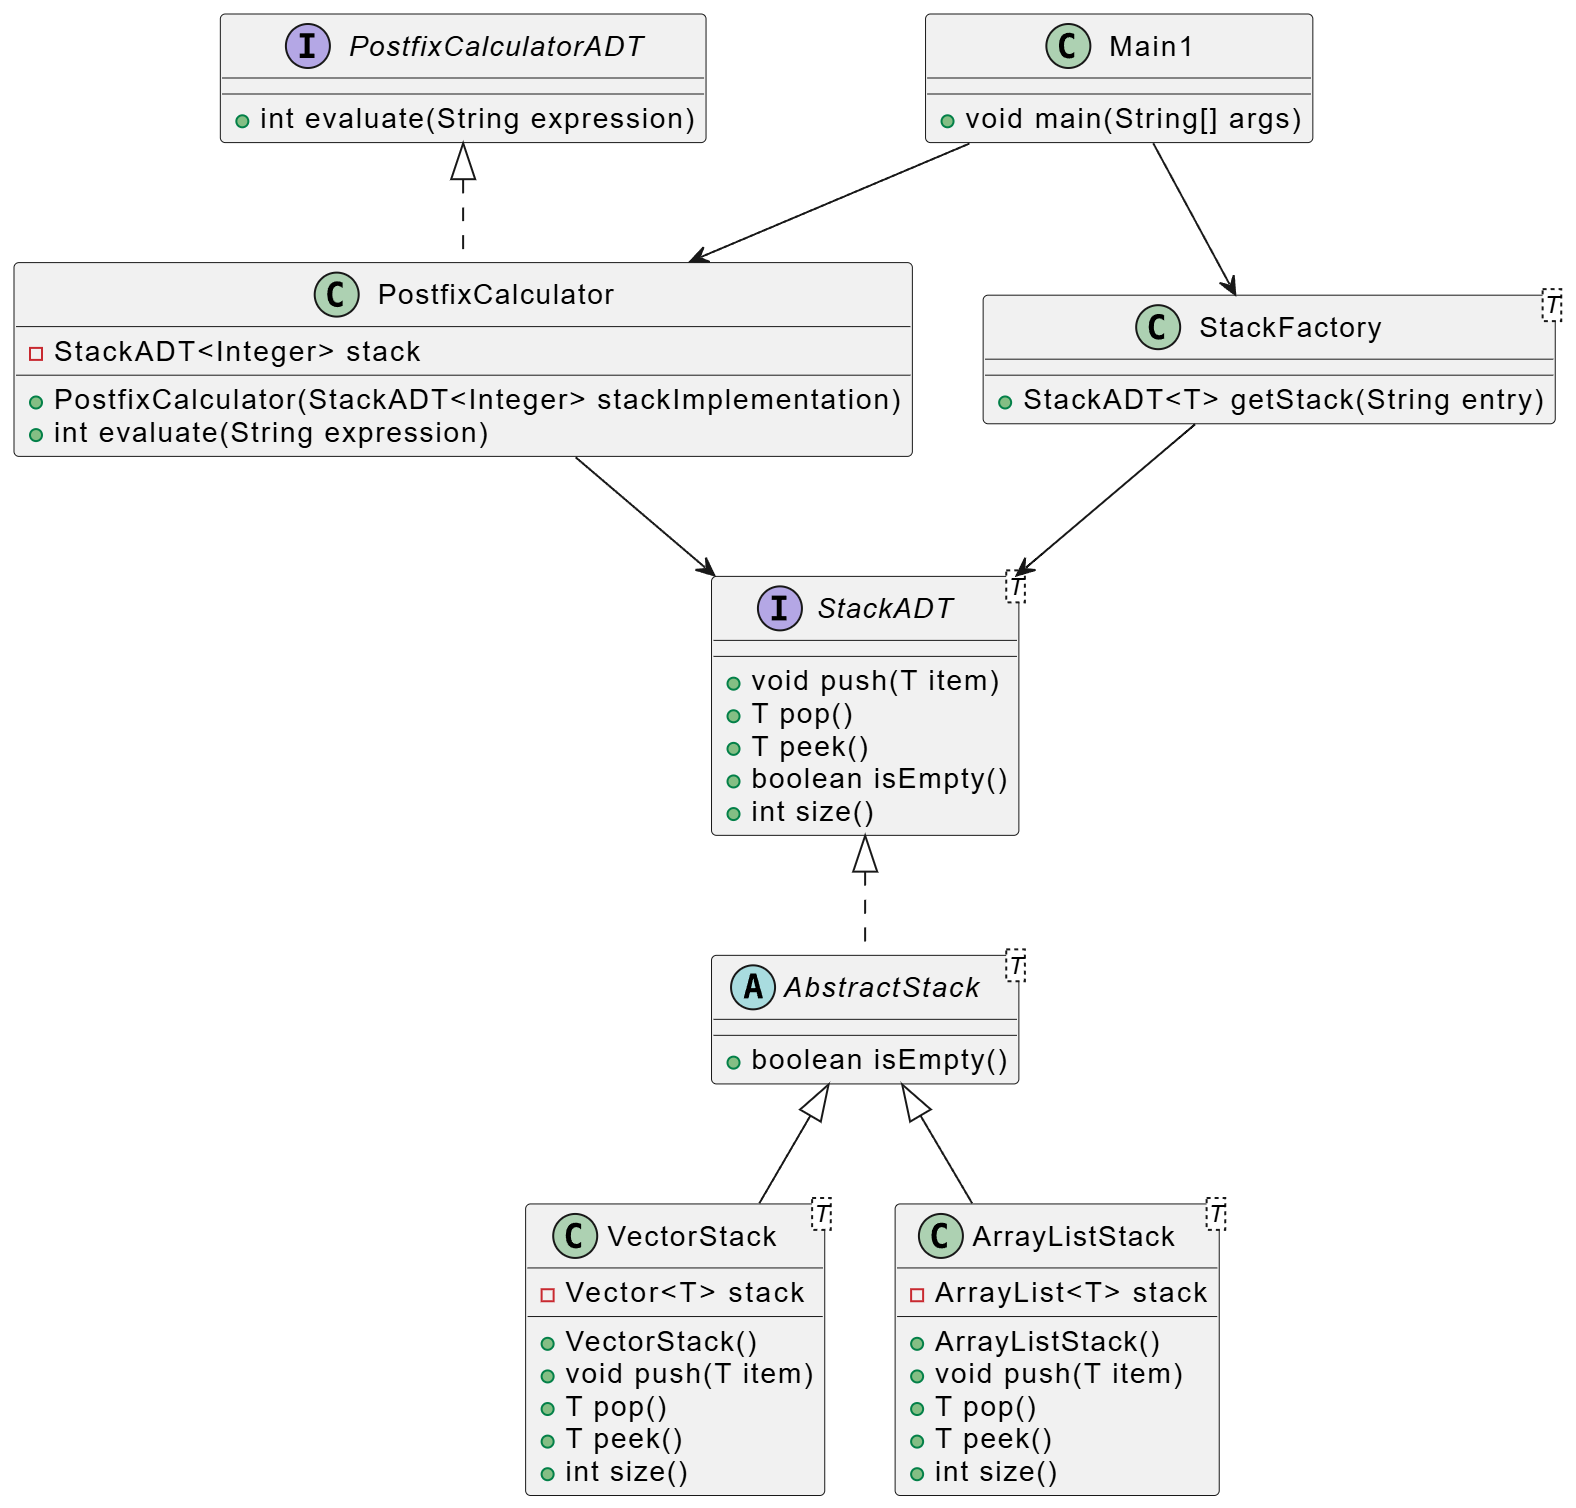 I PostfixCalculatorADT
int evaluate(String expression)
C Main1
void main(String[] args)
C PostfixCalculator
StackADT<Integer> stack
PostfixCalculator(StackADT<Integer> stackImplementation)
int evaluate(String expression)
C StackFactory T
StackADT<T> getStack(String entry)
I StackADT T
void push(T item)
T pop()
T peek()
boolean isEmpty()
int size()
A AbstractStack T
boolean isEmpty()
C VectorStack T
Vector<T> stack
VectorStack()
void push(T item)
T pop()
T peek()
int size()
C ArrayListStack T
ArrayList<T> stack
ArrayListStack()
void push(T item)
T pop()
T peek()
int size()